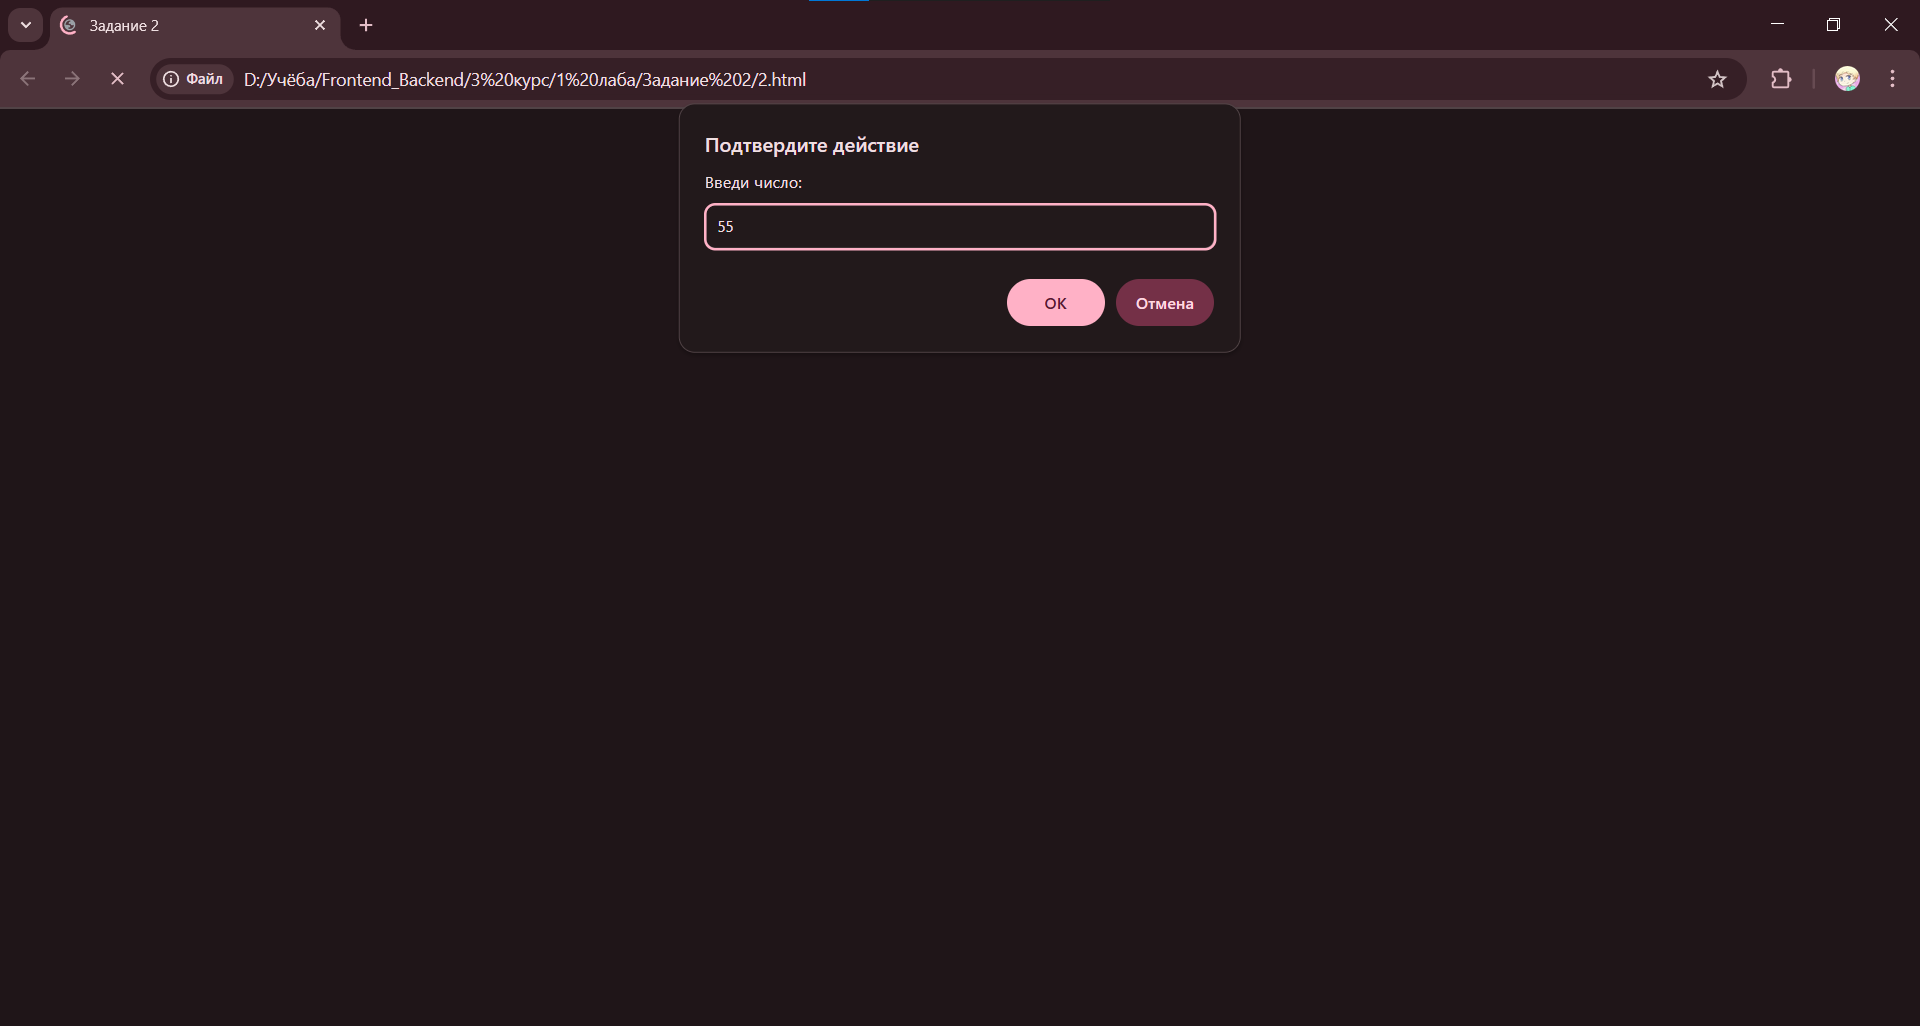 Задание 2
Файл D:/Учёба/Frontend_Backend/3%20курс/1%20лаба/Задание%202/2.html
Подтвердите действие
Введи число:
55
ОК Отмена